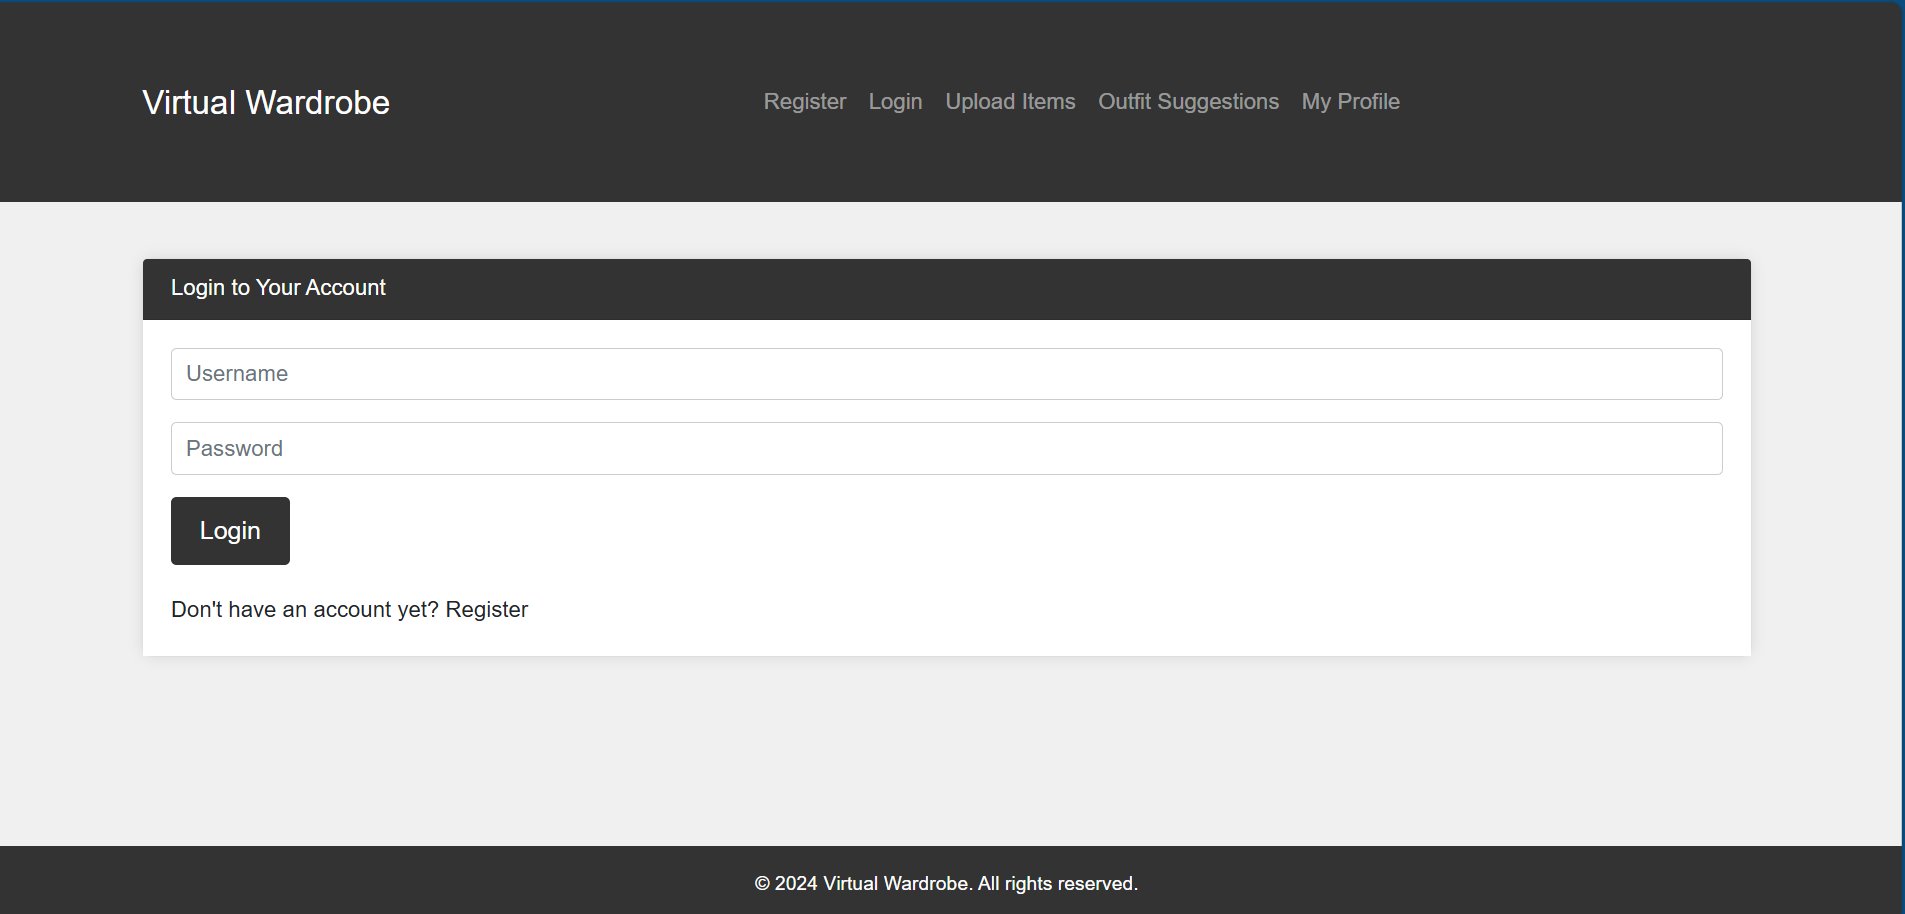 Virtual Wardrobe
Register Login Upload Items Outfit Suggestions My Profile
Login to Your Account
Username
Password
Login
Don't have an account yet? Register
© 2024 Virtual Wardrobe. All rights reserved.